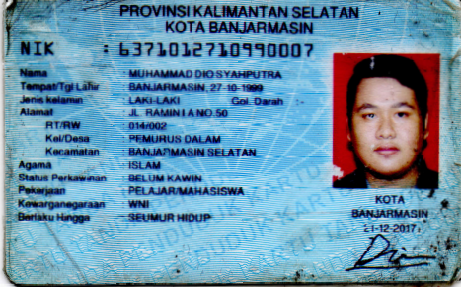 PROVINSI KALIMANTAN SELATAN
KOTA BANJARMASIN
NIK : 6371012710990007
Nama : MUHAMMAD DIO SYAHPUTRA
Tempat/Tgl Lahir : BANJARMASIN, 27-10-1999
Jenis kelamin : LAKI-LAKI Gol. Darah : -
Alamat : JL. RAMIN I A NO.50
RT/RW : 014/002
Kel/Desa : PEMURUS DALAM
Kecamatan : BANJARMASIN SELATAN
Agama : ISLAM
Status Perkawinan : BELUM KAWIN
Pekerjaan : PELAJAR/MAHASISWA
Kewarganegaraan : WNI
Berlaku Hingga : SEUMUR HIDUP
KOTA
BANJARMASIN
21-12-2017